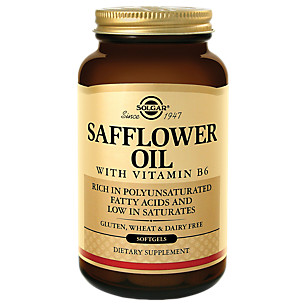 SOLGAR®
Since 1947
SAFFLOWER
OIL
WITH VITAMIN B6
RICH IN POLYUNSATURATED
FATTY ACIDS AND
LOW IN SATURATES
GLUTEN, WHEAT & DAIRY FREE
SOFTGELS
DIETARY SUPPLEMENT